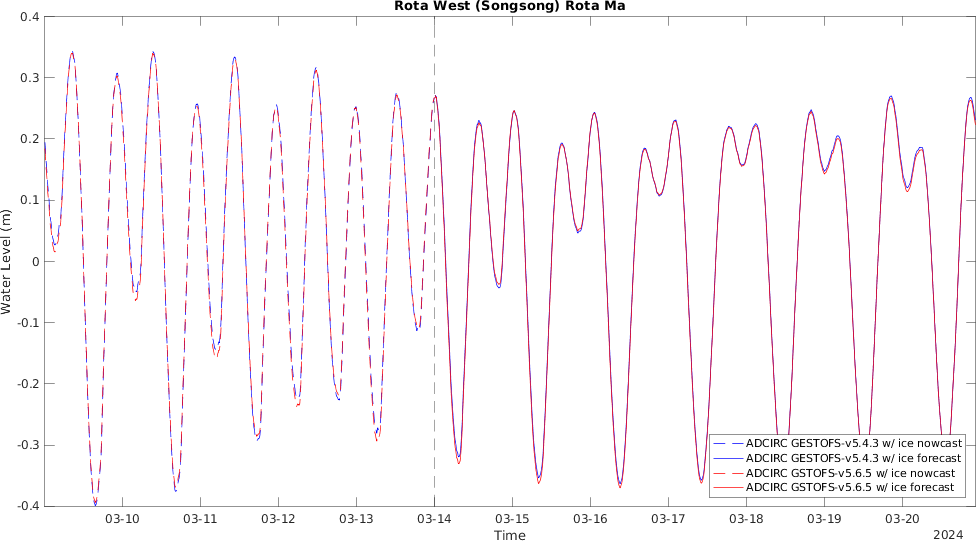 Rota West (Songsong) Rota Ma
0.4
0.3
0.2
0.1
0
-0.1
-0.2
-0.3
-0.4
Water Level (m)
ADCIRC GESTOFS-v5.4.3 w/ ice nowcast
ADCIRC GESTOFS-v5.4.3 w/ ice forecast
ADCIRC GSTOFS-v5.6.5 w/ ice nowcast
ADCIRC GSTOFS-v5.6.5 w/ ice forecast
03-10 03-11 03-12 03-13 03-14 03-15 03-16 03-17 03-18 03-19 03-20
Time
2024